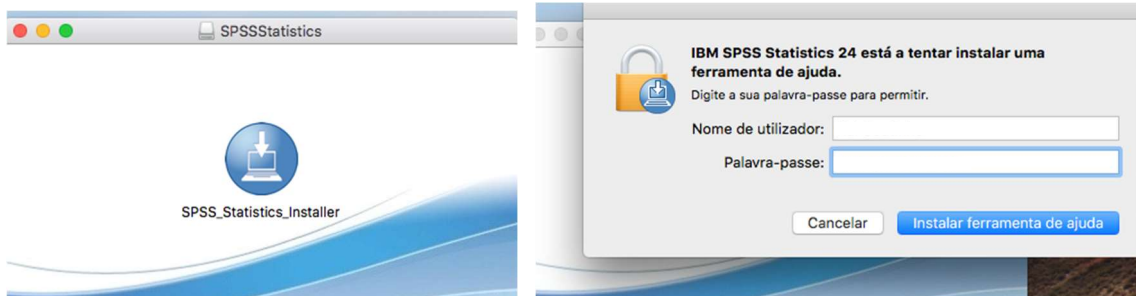 SPSSStatistics
SPSS_Statistics_Installer
IBM SPSS Statistics 24 está a tentar instalar uma
ferramenta de ajuda.
Digite a sua palavra-passe para permitir.
Nome de utilizador:
Palavra-passe:
Cancelar
Instalar ferramenta de ajuda